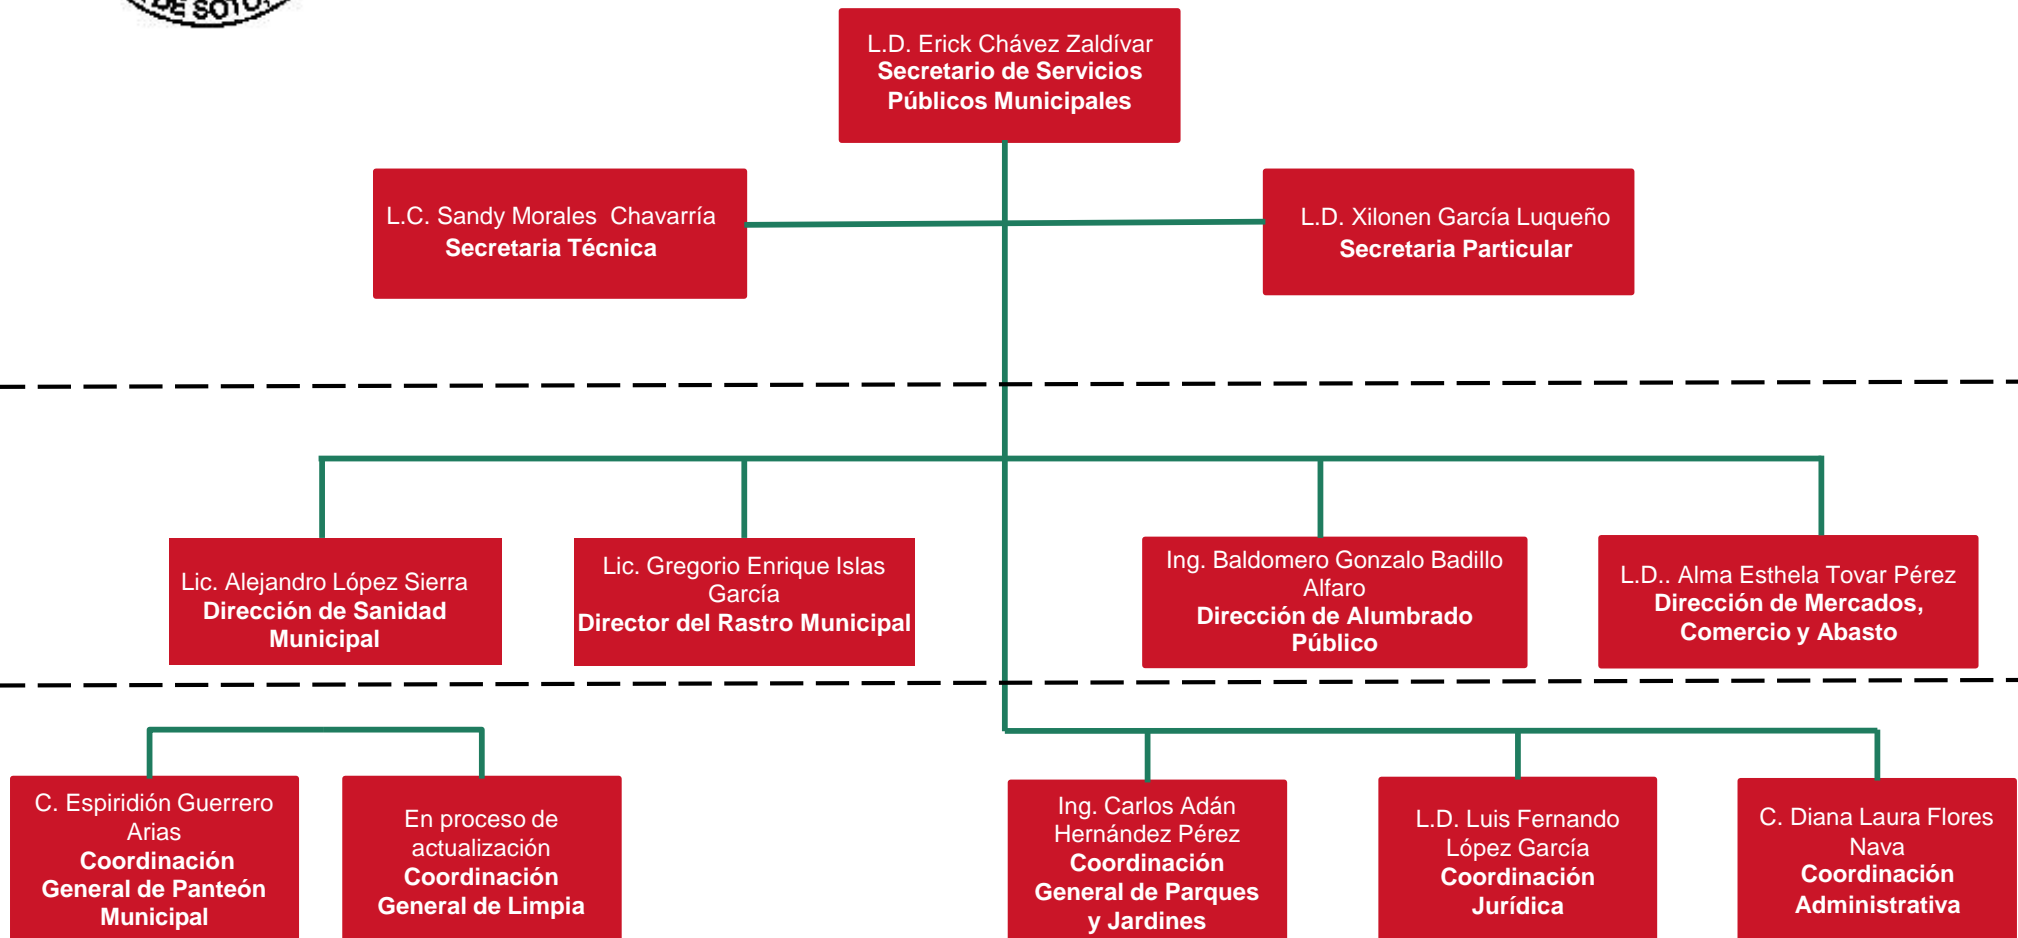 DE SOTO,
L.D. Erick Chávez Zaldívar
Secretario de Servicios
Públicos Municipales
L.C. Sandy Morales  Chavarría
Secretaria Técnica
L.D. Xilonen García Luqueño
Secretaria Particular
Lic. Alejandro López Sierra
Dirección de Sanidad
Municipal
Lic. Gregorio Enrique Islas
García
Director del Rastro Municipal
Ing. Baldomero Gonzalo Badillo
Alfaro
Dirección de Alumbrado
Público
L.D.. Alma Esthela Tovar Pérez
Dirección de Mercados,
Comercio y Abasto
C. Espiridión Guerrero
Arias
Coordinación
General de Panteón
Municipal
En proceso de
actualización
Coordinación
General de Limpia
Ing. Carlos Adán
Hernández Pérez
Coordinación
General de Parques
y Jardines
L.D. Luis Fernando
López García
Coordinación
Jurídica
C. Diana Laura Flores
Nava
Coordinación
Administrativa